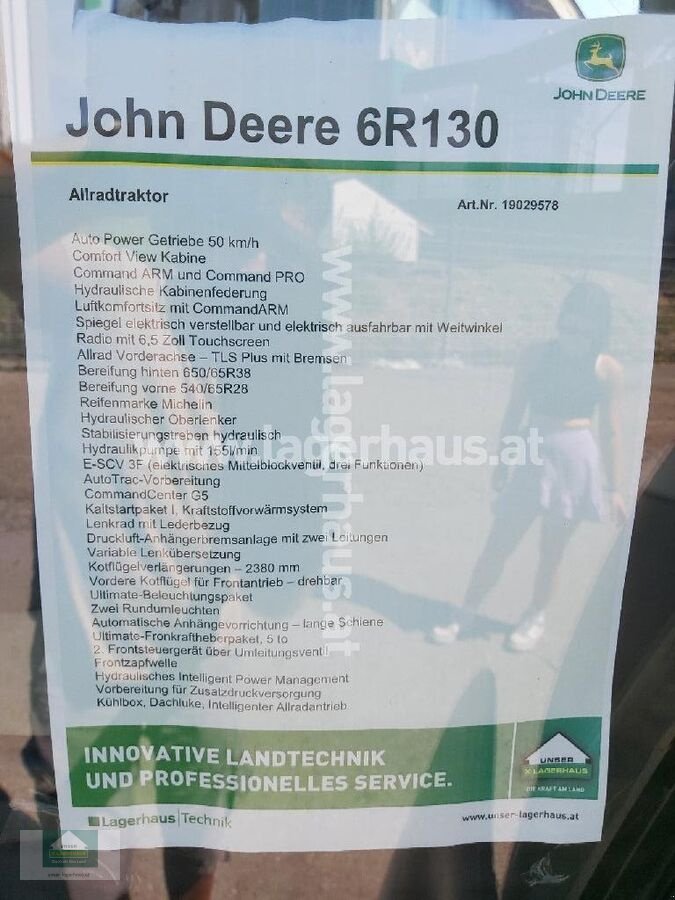 JOHN DEERE
John Deere 6R130
Allradtraktor
Art.Nr. 19029578
Auto Power Getriebe 50 km/h
Comfort View Kabine
Command ARM und Command PRO
Hydraulische Kabinenfederung
Luftkomfortsitz mit CommandARM
Spiegel elektrisch verstellbar und elektrisch ausfahrbar mit Weitwinkel
Radio mit 6,5 Zoll Touchscreen
Allrad Vorderachse – TLS Plus mit Bremsen
Bereifung hinten 650/65R38
Bereifung vorne 540/65R28
Reifenmarke Michelin
Hydraulischer Oberlenker
Stabilisierungstreben hydraulisch
Hydraulikpumpe mit 155l/min
E-SCV 3F (elektrisches Mittelblockventil, drei Funktionen)
AutoTrac-Vorbereitung
CommandCenter G5
Kaltstartpaket I, Kraftstoffvorwärmsystem
Lenkrad mit Lederbezug
Druckluft-Anhängerbremsanlage mit zwei Leitungen
Variable Lenkübersetzung
Kotflügelverlängerungen – 2380 mm
Vordere Kotflügel für Frontantrieb – drehbar
Ultimate-Beleuchtungspaket
Zwei Rundumleuchten
Automatische Anhängevorrichtung – lange Schiene
Ultimate-Fronkraftheberpaket, 5 to
2. Frontsteuergerät über Umleitungsventil
Frontzapfwelle
Hydraulisches Intelligent Power Management
Vorbereitung für Zusatzdruckversorgung
Kühlbox, Dachluke, Intelligenter Allradantrieb
www.lagerhaus.at
www.lagerhaus.at
INNOVATIVE LANDTECHNIK
UND PROFESSIONELLES SERVICE.
UNSER
X LAGERHAUS
DIE KRAFT AM LAND
Lagerhaus | Technik
www.unser-lagerhaus.at
UNSER
X LAGERHAUS